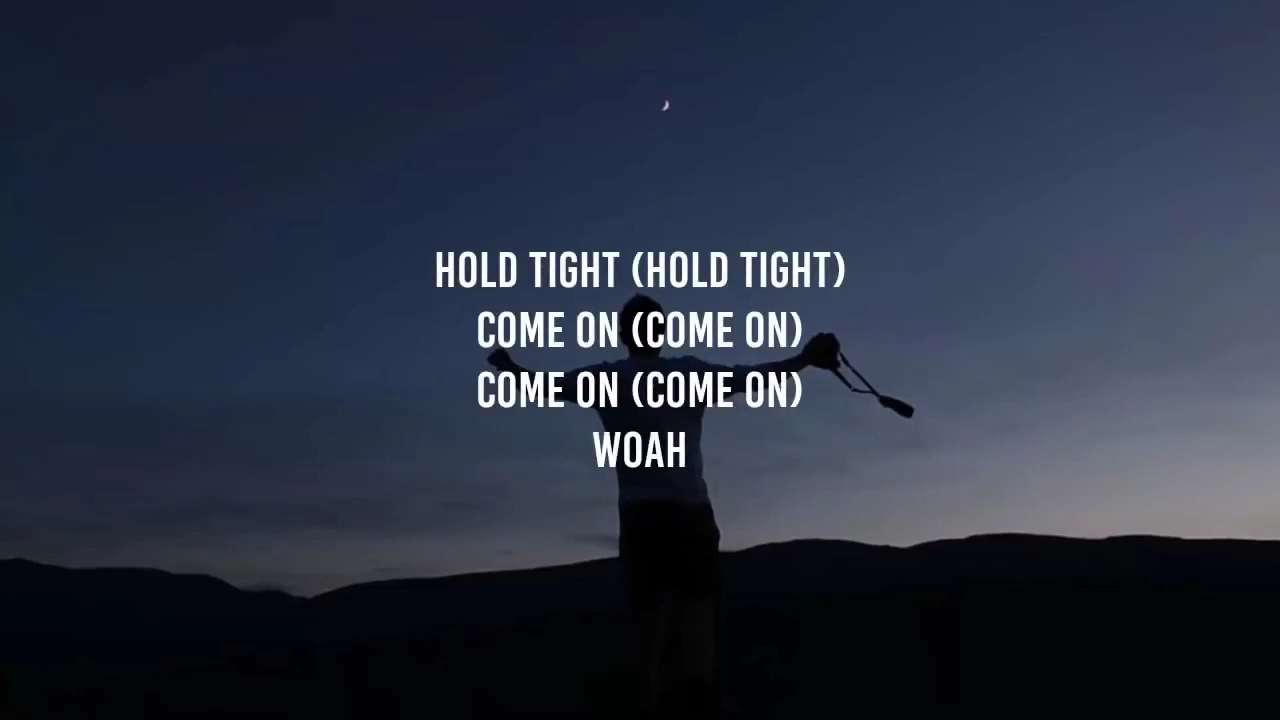 HOLD TIGHT (HOLD TIGHT)
COME ON (COME ON)
COME ON (COME ON)
WOAH